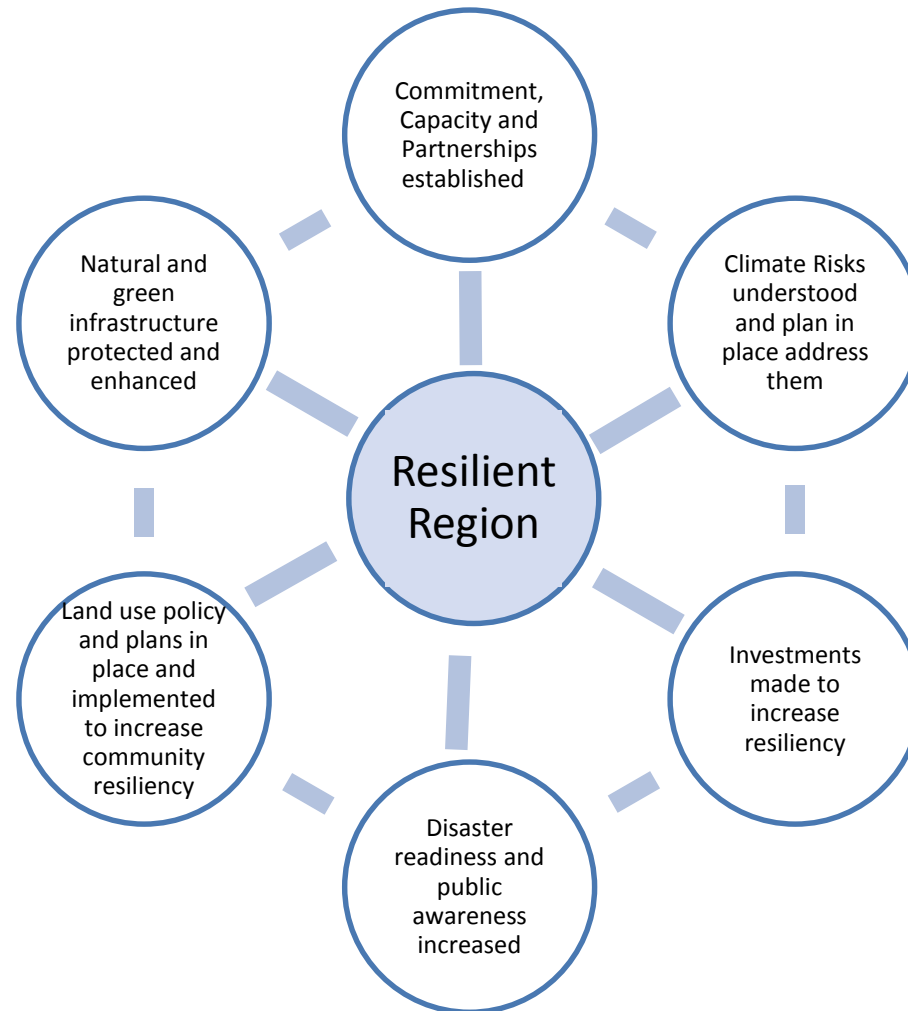 Commitment,
Capacity and
Partnerships
established
Climate Risks
understood
and plan in
place address
them
Investments
made to
increase
resiliency
Disaster
readiness and
public
awareness
increased
Land use policy
and plans in
place and
implemented
to increase
community
resiliency
Natural and
green
infrastructure
protected and
enhanced
Resilient
Region